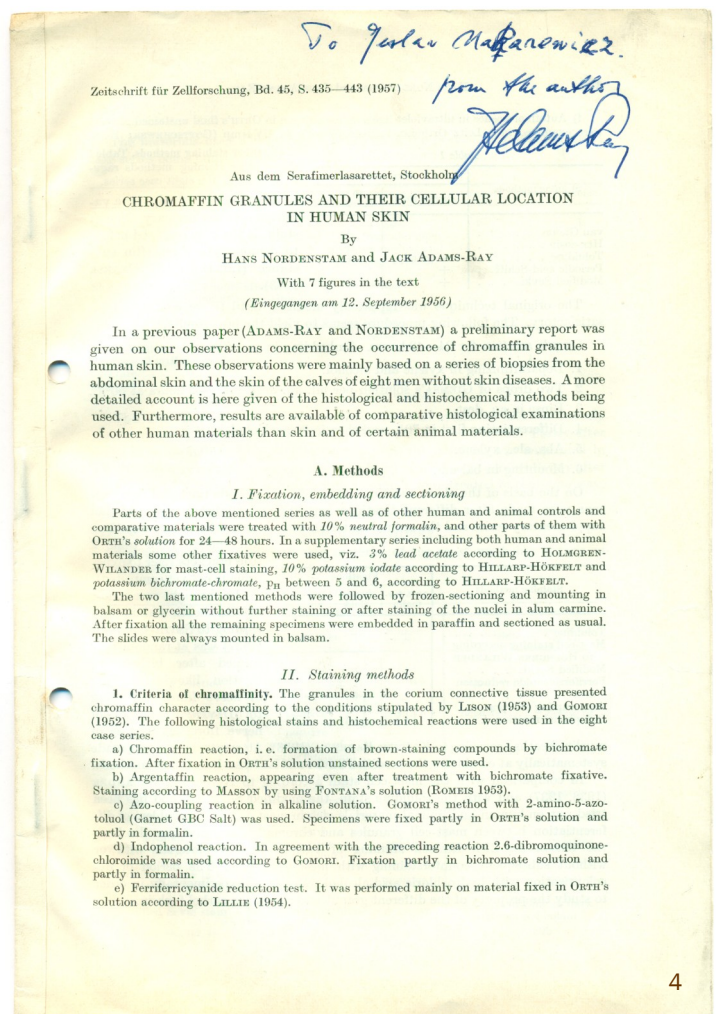 To
from the author
Zeitschrift für Zellforschung, Bd. 45, S. 435—443 (1957)
Aus dem Serafimerlasarettet, Stockholm
CHROMAFFIN GRANULES AND THEIR CELLULAR LOCATION
IN HUMAN SKIN
By
HANS NORDENSTAM and JACK ADAMS-RAY
With 7 figures in the text
(Eingegangen am 12. September 1956)
In a previous paper (ADAMS-RAY and NORDENSTAM) a preliminary report was
given on our observations concerning the occurrence of chromaffin granules in
human skin. These observations were mainly based on a series of biopsies from the
abdominal skin and the skin of the calves of eight men without skin diseases. A more
detailed account is here given of the histological and histochemical methods being
used. Furthermore, results are available of comparative histological examinations
of other human materials than skin and of certain animal materials.
A. Methods
I. Fixation, embedding and sectioning
Parts of the above mentioned series as well as of other human and animal controls and
comparative materials were treated with 10% neutral formalin, and other parts of them with
ORTH's solution for 24—48 hours. In a supplementary series including both human and animal
materials some other fixatives were used, viz. 3% lead acetate according to HOLMGREN-
WILANDER for mast-cell staining, 10% potassium iodate according to HILLARP-HÖKFELT and
potassium bichromate-chromate, pH between 5 and 6, according to HILLARP-HÖKFELT.
The two last mentioned methods were followed by frozen-sectioning and mounting in
balsam or glycerin without further staining or after staining of the nuclei in alum carmine.
After fixation all the remaining specimens were embedded in paraffin and sectioned as usual.
The slides were always mounted in balsam.
II. Staining methods
1. Criteria of chromaffinity. The granules in the corium connective tissue presented
chromaffin character according to the conditions stipulated by LISON (1953) and GOMORI
(1952). The following histological stains and histochemical reactions were used in the eight
case series.
a) Chromaffin reaction, i. e. formation of brown-staining compounds by bichromate
fixation. After fixation in ORTH's solution unstained sections were used.
b) Argentaffin reaction, appearing even after treatment with bichromate fixative.
Staining according to MASSON by using FONTANA's solution (ROMEIS 1953).
c) Azo-coupling reaction in alkaline solution. GOMORI's method with 2-amino-5-azo-
toluol (Garnet GBC Salt) was used. Specimens were fixed partly in ORTH's solution and
partly in formalin.
d) Indophenol reaction. In agreement with the preceding reaction 2.6-dibromoquinone-
chloroimide was used according to GOMORI. Fixation partly in bichromate solution and
partly in formalin.
e) Ferriferricyanide reduction test. It was performed mainly on material fixed in ORTH's
solution according to LILLIE (1954).
4